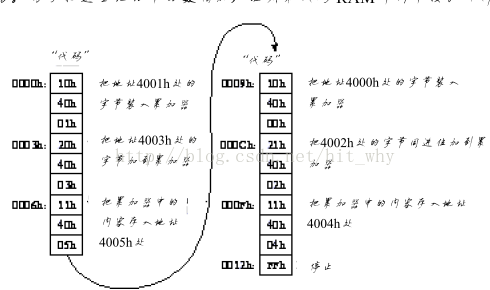 RAM
“代码”
0000h:
10h
40h
01h
把地址4001h处的
字节装入累加器
0003h:
20h
40h
03h
把地址4003h处的
字节加到累加器
0006h:
11h
40h
05h
把累加器中的
内容存入地址
4005h处
“代码”
0009h:
10h
40h
00h
把地址4000h处的字节装入
累加器
000Ch:
21h
40h
02h
把4002h处的字节同进位加到累
加器
000Fh:
11h
40h
04h
把累加器中的内容存入地址
4004h处
0012h:
FFh
停止
http://blog.csdn.net/hit_why